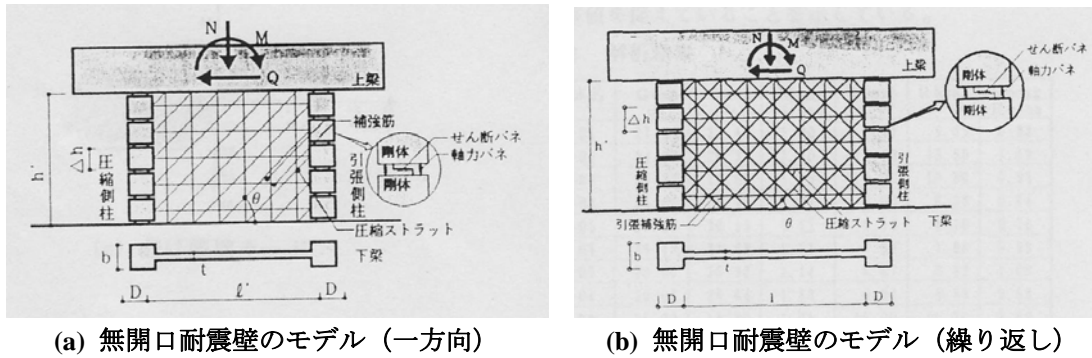 N
M
Q
上梁
補強筋
せん断バネ
軸力バネ
剛体
剛体
h'
△h
圧縮側柱
引張側柱
θ
圧縮ストラット
下梁
b
t
D
ℓ'
D
(a) 無開口耐震壁のモデル（一方向）
N
M
Q
上梁
せん断バネ
軸力バネ
剛体
剛体
h'
△h
圧縮側柱
引張側柱
θ
引張補強筋
圧縮ストラット
下梁
b
t
D
l
D
(b) 無開口耐震壁のモデル（繰り返し）